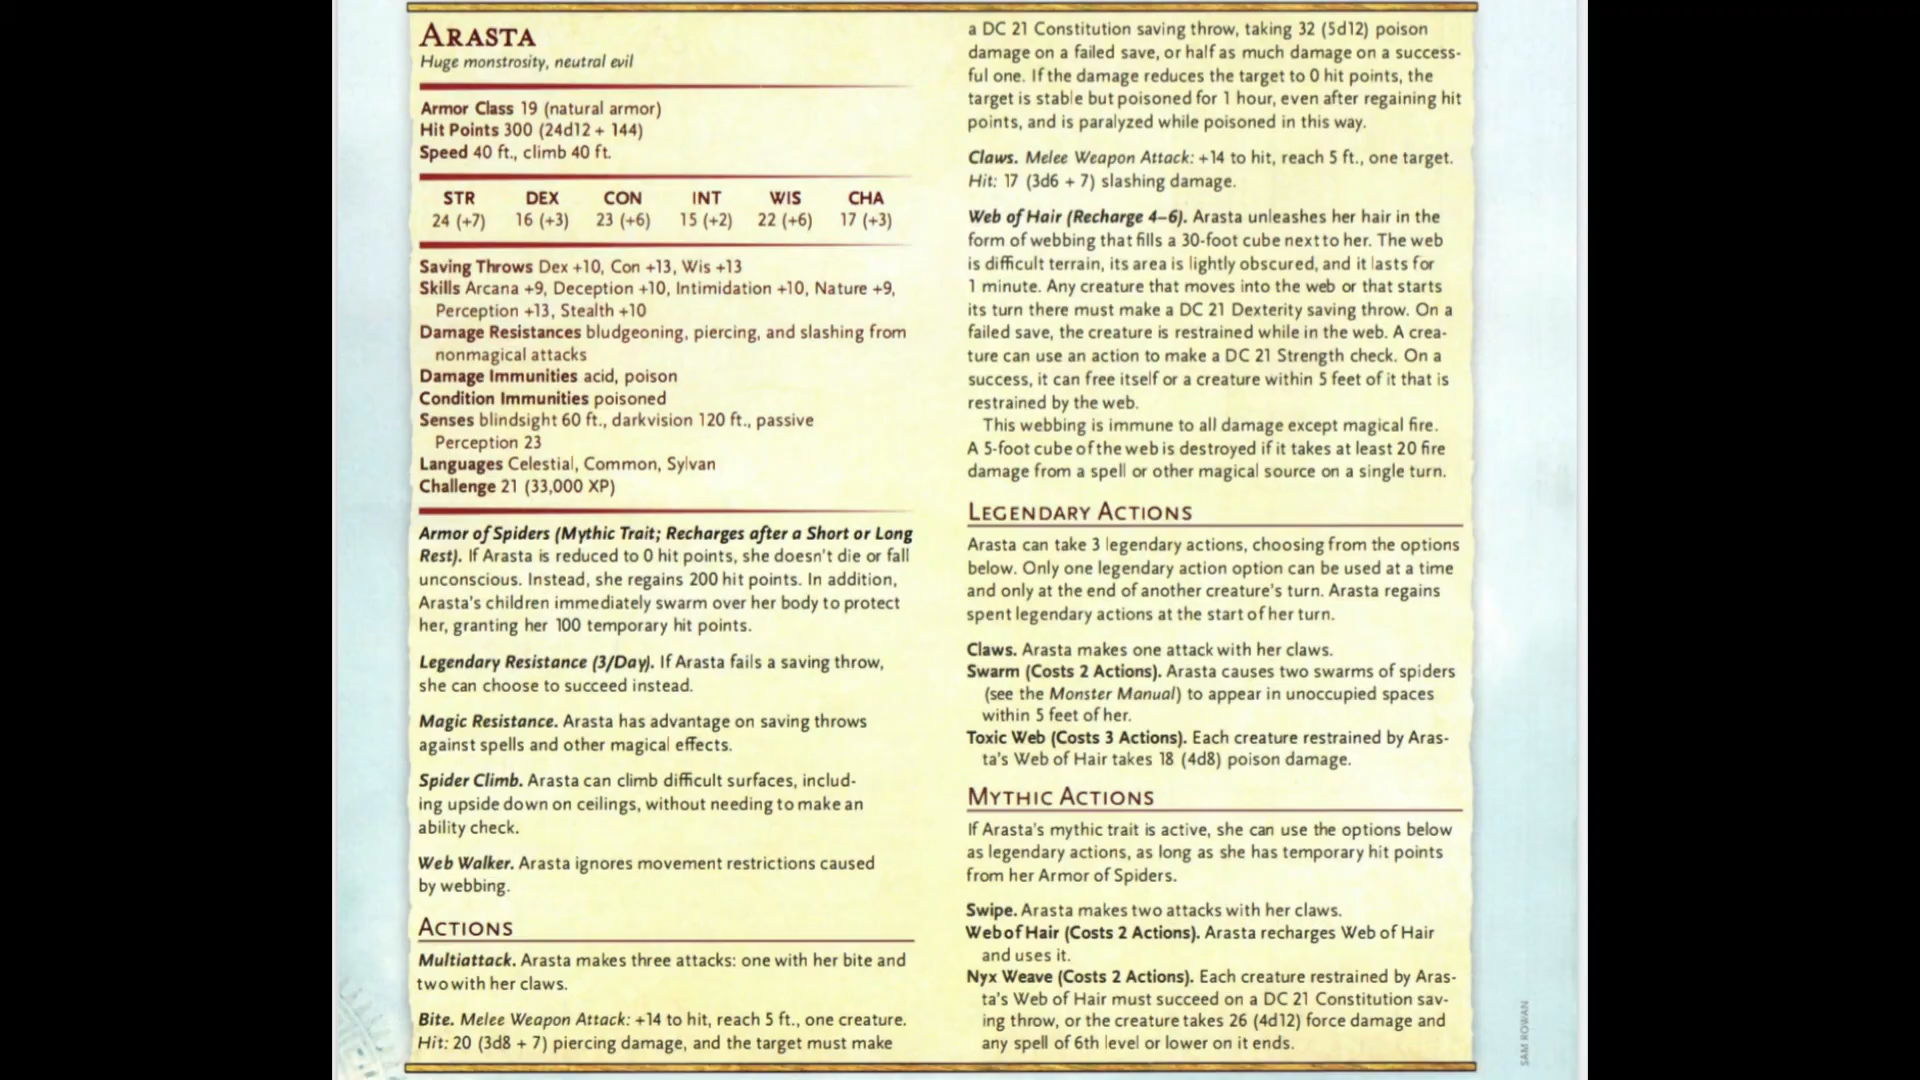 ARASTA
Huge monstrosity, neutral evil
Armor Class 19 (natural armor)
Hit Points 300 (24d12 + 144)
Speed 40 ft., climb 40 ft.
STR DEX CON INT WIS CHA
24 (+7) 16 (+3) 23 (+6) 15 (+2) 22 (+6) 17 (+3)
Saving Throws Dex +10, Con +13, Wis +13
Skills Arcana +9, Deception +10, Intimidation +10, Nature +9,
Perception +13, Stealth +10
Damage Resistances bludgeoning, piercing, and slashing from
nonmagical attacks
Damage Immunities acid, poison
Condition Immunities poisoned
Senses blindsight 60 ft., darkvision 120 ft., passive
Perception 23
Languages Celestial, Common, Sylvan
Challenge 21 (33,000 XP)
Armor of Spiders (Mythic Trait; Recharges after a Short or Long
Rest). If Arasta is reduced to 0 hit points, she doesn't die or fall
unconscious. Instead, she regains 200 hit points. In addition,
Arasta's children immediately swarm over her body to protect
her, granting her 100 temporary hit points.
Legendary Resistance (3/Day). If Arasta fails a saving throw,
she can choose to succeed instead.
Magic Resistance. Arasta has advantage on saving throws
against spells and other magical effects.
Spider Climb. Arasta can climb difficult surfaces, includ-
ing upside down on ceilings, without needing to make an
ability check.
Web Walker. Arasta ignores movement restrictions caused
by webbing.
ACTIONS
Multiattack. Arasta makes three attacks: one with her bite and
two with her claws.
Bite. Melee Weapon Attack: +14 to hit, reach 5 ft., one creature.
Hit: 20 (3d8 + 7) piercing damage, and the target must make
a DC 21 Constitution saving throw, taking 32 (5d12) poison
damage on a failed save, or half as much damage on a success-
ful one. If the damage reduces the target to 0 hit points, the
target is stable but poisoned for 1 hour, even after regaining hit
points, and is paralyzed while poisoned in this way.
Claws. Melee Weapon Attack: +14 to hit, reach 5 ft., one target.
Hit: 17 (3d6 + 7) slashing damage.
Web of Hair (Recharge 4–6). Arasta unleashes her hair in the
form of webbing that fills a 30-foot cube next to her. The web
is difficult terrain, its area is lightly obscured, and it lasts for
1 minute. Any creature that moves into the web or that starts
its turn there must make a DC 21 Dexterity saving throw. On a
failed save, the creature is restrained while in the web. A crea-
ture can use an action to make a DC 21 Strength check. On a
success, it can free itself or a creature within 5 feet of it that is
restrained by the web.
This webbing is immune to all damage except magical fire.
A 5-foot cube of the web is destroyed if it takes at least 20 fire
damage from a spell or other magical source on a single turn.
LEGENDARY ACTIONS
Arasta can take 3 legendary actions, choosing from the options
below. Only one legendary action option can be used at a time
and only at the end of another creature's turn. Arasta regains
spent legendary actions at the start of her turn.
Claws. Arasta makes one attack with her claws.
Swarm (Costs 2 Actions). Arasta causes two swarms of spiders
(see the Monster Manual) to appear in unoccupied spaces
within 5 feet of her.
Toxic Web (Costs 3 Actions). Each creature restrained by Aras-
ta's Web of Hair takes 18 (4d8) poison damage.
MYTHIC ACTIONS
If Arasta's mythic trait is active, she can use the options below
as legendary actions, as long as she has temporary hit points
from her Armor of Spiders.
Swipe. Arasta makes two attacks with her claws.
Web of Hair (Costs 2 Actions). Arasta recharges Web of Hair
and uses it.
Nyx Weave (Costs 2 Actions). Each creature restrained by Aras-
ta's Web of Hair must succeed on a DC 21 Constitution sav-
ing throw, or the creature takes 26 (4d12) force damage and
any spell of 6th level or lower on it ends.
SAM ROWAN